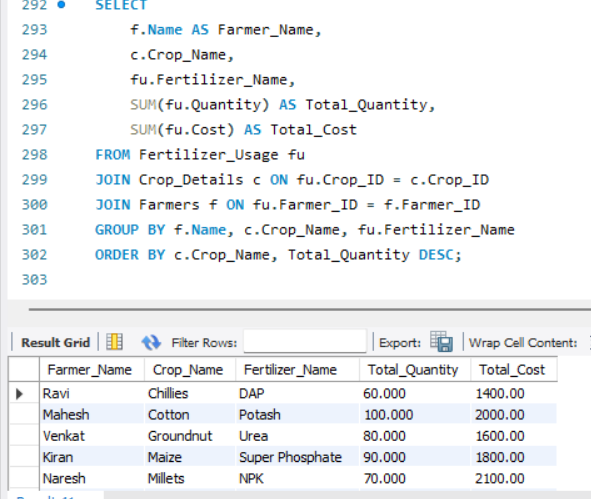 292 SELECT
293 f.Name AS Farmer_Name,
294 c.Crop_Name,
295 fu.Fertilizer_Name,
296 SUM(fu.Quantity) AS Total_Quantity,
297 SUM(fu.Cost) AS Total_Cost
298 FROM Fertilizer_Usage fu
299 JOIN Crop_Details c ON fu.Crop_ID = c.Crop_ID
300 JOIN Farmers f ON fu.Farmer_ID = f.Farmer_ID
301 GROUP BY f.Name, c.Crop_Name, fu.Fertilizer_Name
302 ORDER BY c.Crop_Name, Total_Quantity DESC;
303
Result Grid Filter Rows: Export: Wrap Cell Content:
Farmer_Name Crop_Name Fertilizer_Name Total_Quantity Total_Cost
Ravi Chillies DAP 60.000 1400.00
Mahesh Cotton Potash 100.000 2000.00
Venkat Groundnut Urea 80.000 1600.00
Kiran Maize Super Phosphate 90.000 1800.00
Naresh Millets NPK 70.000 2100.00